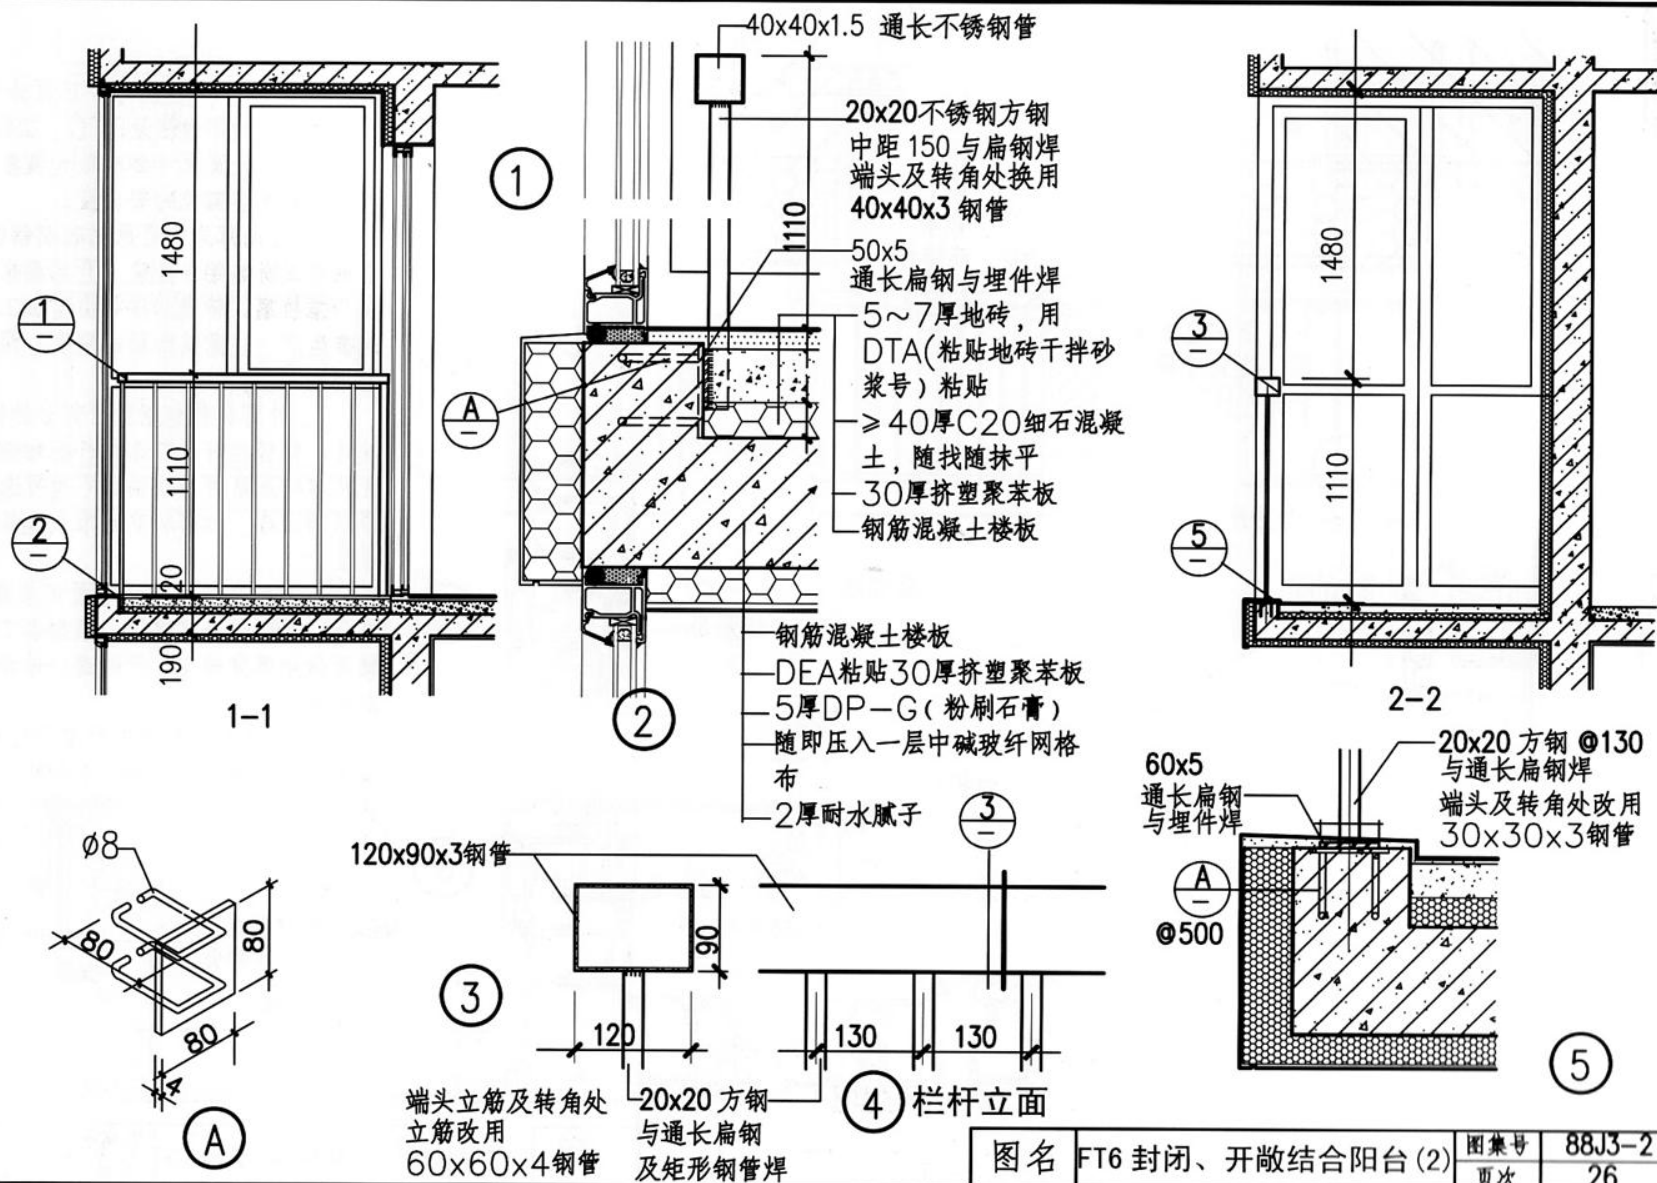 1480
1110
20
190
1
—
2
—
1-1
40x40x1.5 通长不锈钢管
20x20不锈钢方钢
中距 150 与扁钢焊
端头及转角处换用
40x40x3 钢管
1110
50x5
通长扁钢与埋件焊
5～7厚地砖，用
DTA(粘贴地砖干拌砂
浆号）粘贴
≥40厚C20细石混凝
土，随找随抹平
30厚挤塑聚苯板
钢筋混凝土楼板
1
A
—
钢筋混凝土楼板
DEA粘贴30厚挤塑聚苯板
5厚DP－G（粉刷石膏）
随即压入一层中碱玻纤网格
布
2厚耐水腻子
2
1480
1110
3
—
5
—
2-2
60x5
通长扁钢
与埋件焊
20x20 方钢 @130
与通长扁钢焊
端头及转角处改用
30x30x3钢管
A
—
@500
5
ø8
80
80
80
4
A
120x90x3钢管
90
120
3
端头立筋及转角处
立筋改用
60x60x4钢管
20x20 方钢
与通长扁钢
及矩形钢管焊
3
—
130
130
4 栏杆立面
图名 FT6 封闭、开敞结合阳台(2)
图集号 88J3-2
页次 26